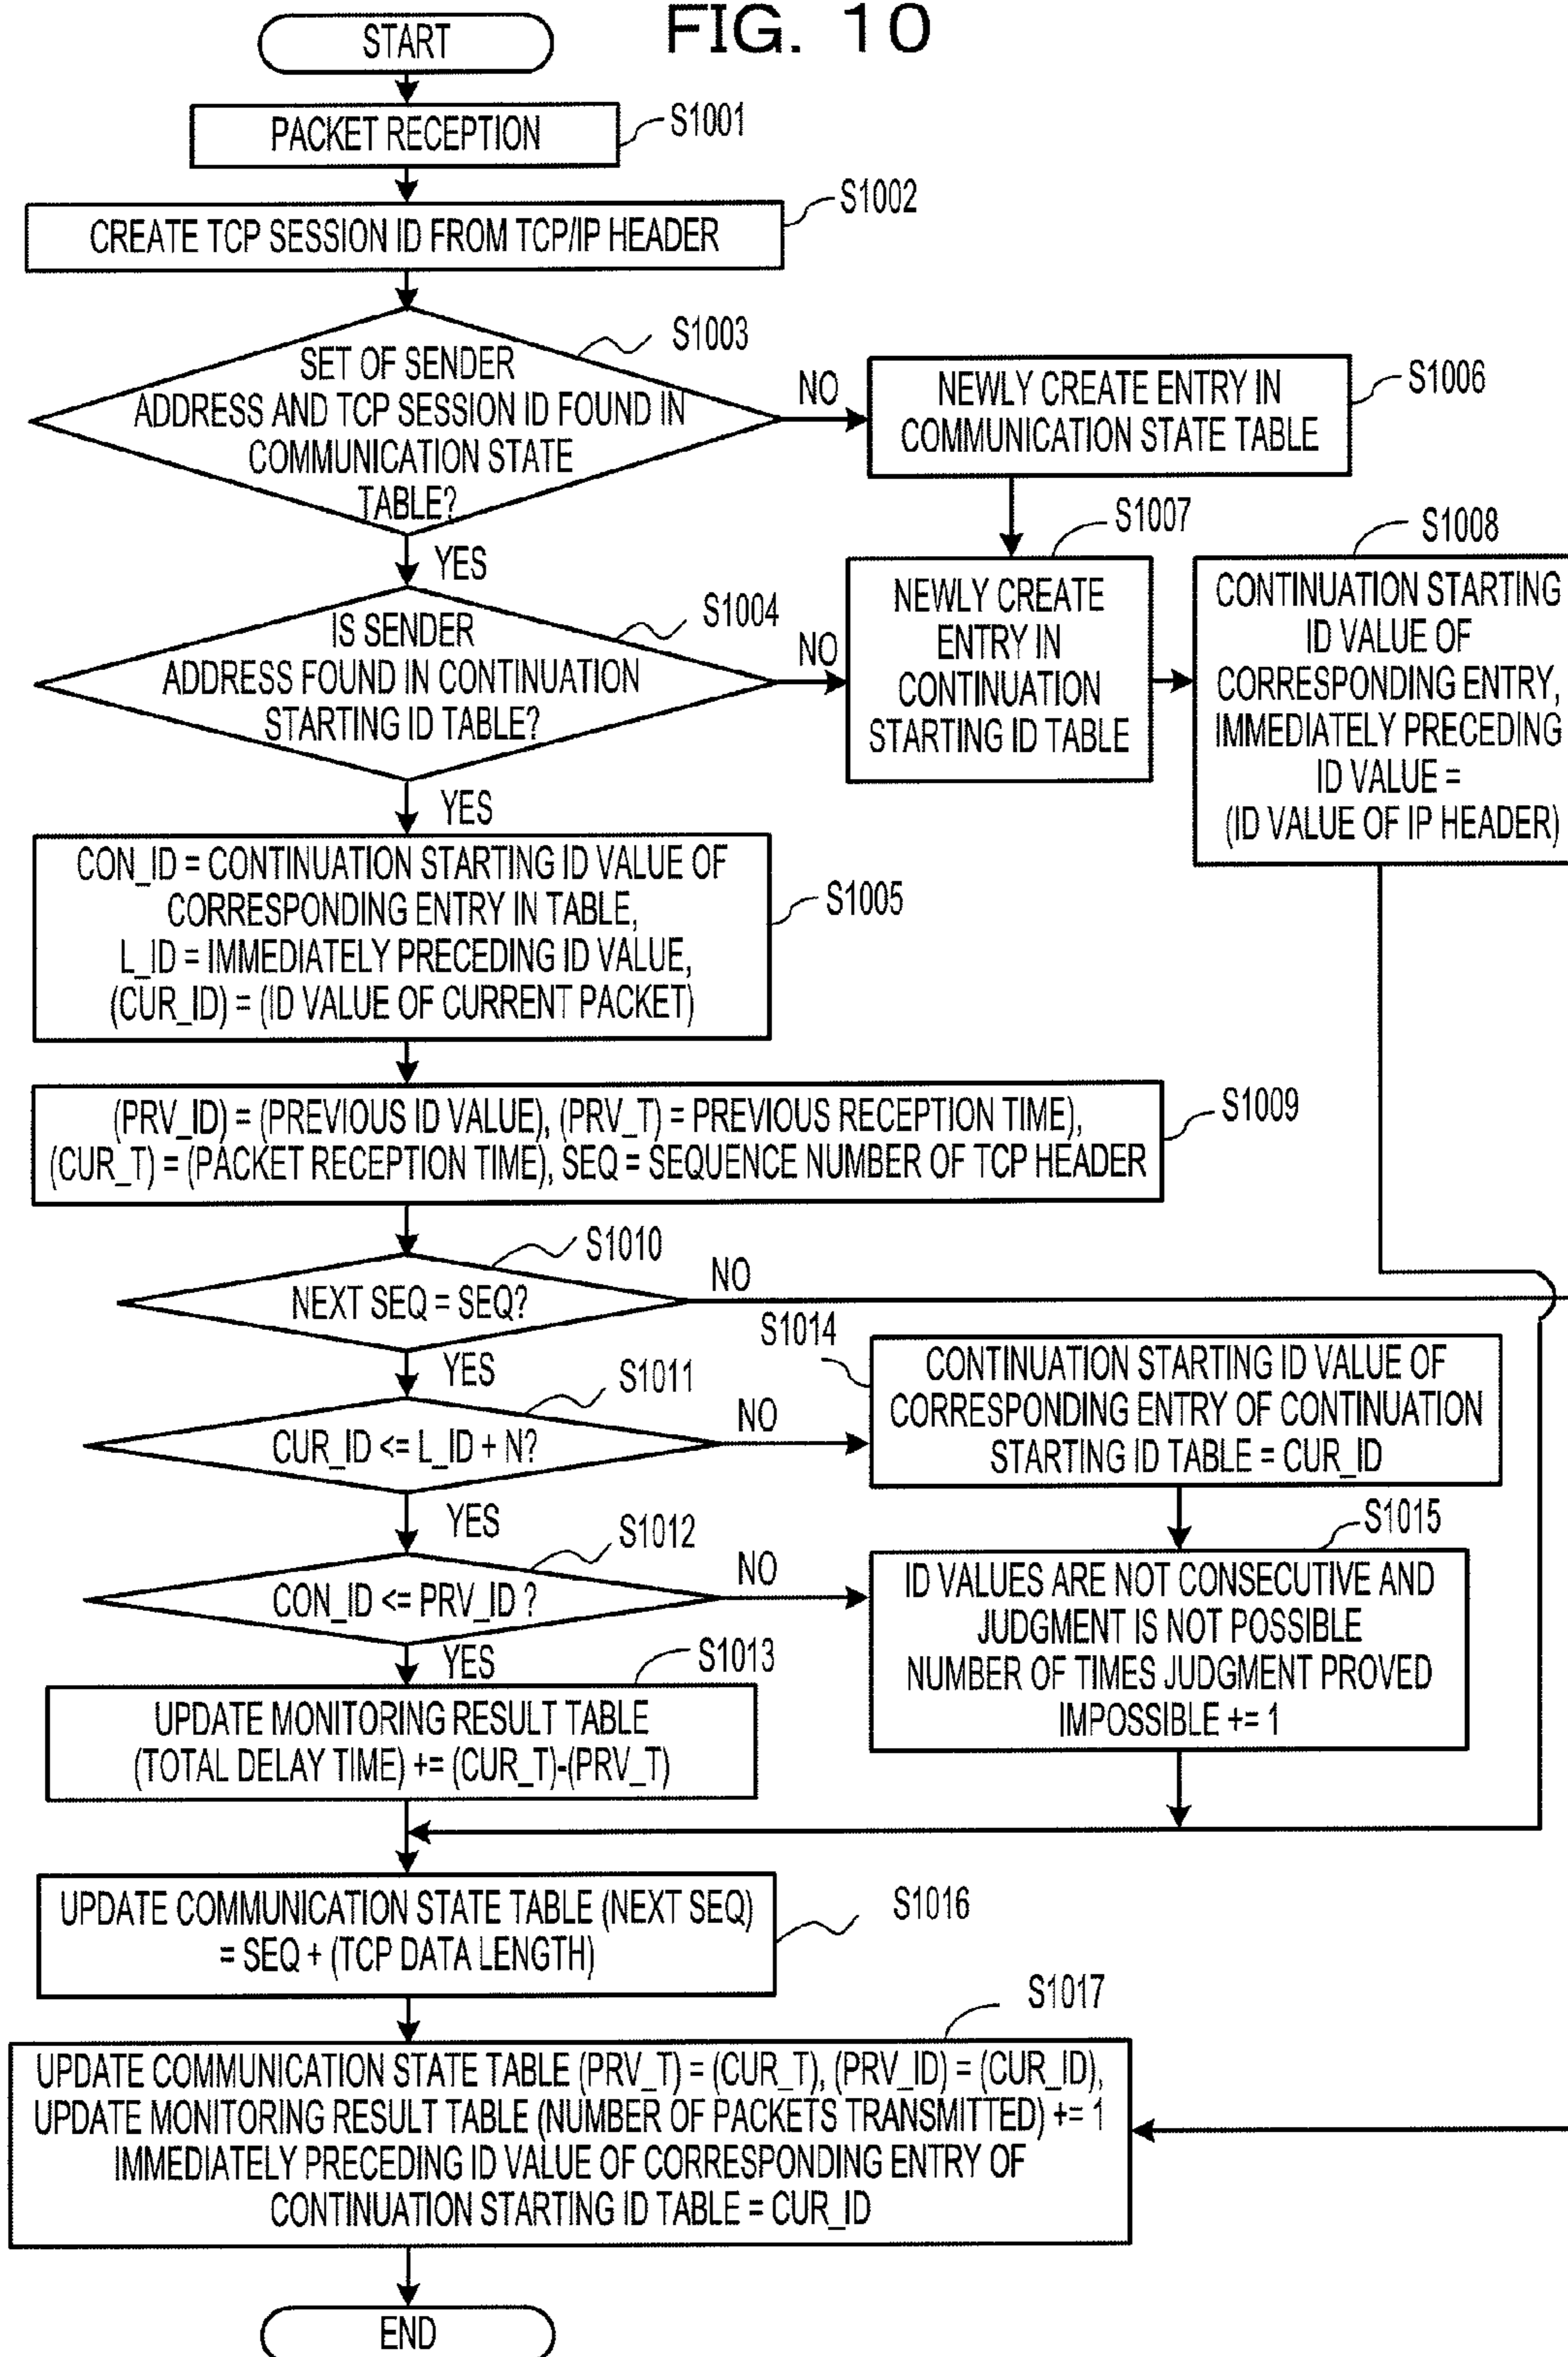 FIG. 10
START
PACKET RECEPTION
S1001
CREATE TCP SESSION ID FROM TCP/IP HEADER
S1002
SET OF SENDER
ADDRESS AND TCP SESSION ID FOUND IN
COMMUNICATION STATE
TABLE?
S1003
NO
YES
NEWLY CREATE ENTRY IN
COMMUNICATION STATE TABLE
S1006
IS SENDER
ADDRESS FOUND IN CONTINUATION
STARTING ID TABLE?
S1004
NO
YES
NEWLY CREATE
ENTRY IN
CONTINUATION
STARTING ID TABLE
S1007
CONTINUATION STARTING
ID VALUE OF
CORRESPONDING ENTRY,
IMMEDIATELY PRECEDING
ID VALUE =
(ID VALUE OF IP HEADER)
S1008
CON_ID = CONTINUATION STARTING ID VALUE OF
CORRESPONDING ENTRY IN TABLE,
L_ID = IMMEDIATELY PRECEDING ID VALUE,
(CUR_ID) = (ID VALUE OF CURRENT PACKET)
S1005
(PRV_ID) = (PREVIOUS ID VALUE), (PRV_T) = PREVIOUS RECEPTION TIME),
(CUR_T) = (PACKET RECEPTION TIME), SEQ = SEQUENCE NUMBER OF TCP HEADER
S1009
NEXT SEQ = SEQ?
S1010
NO
YES
CUR_ID <= L_ID + N?
S1011
NO
YES
S1014
CONTINUATION STARTING ID VALUE OF
CORRESPONDING ENTRY OF CONTINUATION
STARTING ID TABLE = CUR_ID
CON_ID <= PRV_ID ?
S1012
NO
YES
S1015
ID VALUES ARE NOT CONSECUTIVE AND
JUDGMENT IS NOT POSSIBLE
NUMBER OF TIMES JUDGMENT PROVED
IMPOSSIBLE += 1
S1013
UPDATE MONITORING RESULT TABLE
(TOTAL DELAY TIME) += (CUR_T)-(PRV_T)
UPDATE COMMUNICATION STATE TABLE (NEXT SEQ)
= SEQ + (TCP DATA LENGTH)
S1016
S1017
UPDATE COMMUNICATION STATE TABLE (PRV_T) = (CUR_T), (PRV_ID) = (CUR_ID),
UPDATE MONITORING RESULT TABLE (NUMBER OF PACKETS TRANSMITTED) += 1
IMMEDIATELY PRECEDING ID VALUE OF CORRESPONDING ENTRY OF
CONTINUATION STARTING ID TABLE = CUR_ID
END